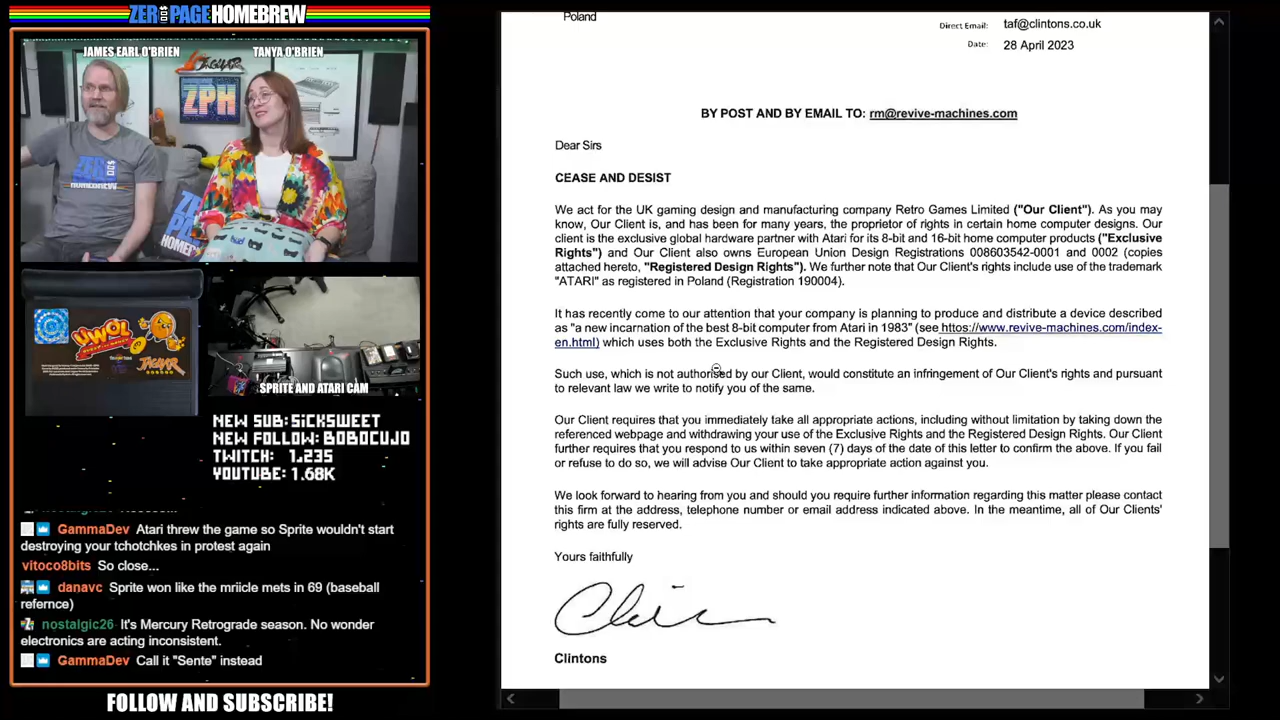 ZER PAGE HOMEBREW
JAMES EARL O'BRIEN
TANYA O'BRIEN
JAGUAR
ZPH
SPRITE AND ATARI CAM
UWOL
JAGUAR
NEW SUB: SICKSWEET
NEW FOLLOW: BOBOCUJO
TWITCH: 1,235
YOUTUBE: 1.68K
GammaDev Atari threw the game so Sprite wouldn't start
destroying your tchotchkes in protest again
vitoco8bits So close...
danavc Sprite won like the mriicle mets in 69 (baseball
refernce)
nostalgic26 It's Mercury Retrograde season. No wonder
electronics are acting inconsistent.
GammaDev Call it "Sente" instead
FOLLOW AND SUBSCRIBE!
Poland
Direct Email: taf@clintons.co.uk
Date: 28 April 2023
BY POST AND BY EMAIL TO: rm@revive-machines.com
Dear Sirs
CEASE AND DESIST
We act for the UK gaming design and manufacturing company Retro Games Limited ("Our Client"). As you may
know, Our Client is, and has been for many years, the proprietor of rights in certain home computer designs. Our
client is the exclusive global hardware partner with Atari for its 8-bit and 16-bit home computer products ("Exclusive
Rights") and Our Client also owns European Union Design Registrations 008603542-0001 and 0002 (copies
attached hereto, "Registered Design Rights"). We further note that Our Client's rights include use of the trademark
"ATARI" as registered in Poland (Registration 190004).
It has recently come to our attention that your company is planning to produce and distribute a device described
as "a new incarnation of the best 8-bit computer from Atari in 1983" (see httos://www.revive-machines.com/index-
en.html) which uses both the Exclusive Rights and the Registered Design Rights.
Such use, which is not authorised by our Client, would constitute an infringement of Our Client's rights and pursuant
to relevant law we write to notify you of the same.
Our Client requires that you immediately take all appropriate actions, including without limitation by taking down the
referenced webpage and withdrawing your use of the Exclusive Rights and the Registered Design Rights. Our Client
further requires that you respond to us within seven (7) days of the date of this letter to confirm the above. If you fail
or refuse to do so, we will advise Our Client to take appropriate action against you.
We look forward to hearing from you and should you require further information regarding this matter please contact
this firm at the address, telephone number or email address indicated above. In the meantime, all of Our Clients'
rights are fully reserved.
Yours faithfully
Clintons